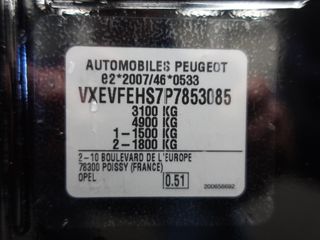 AUTOMOBILES PEUGEOT
e2*2007/46*0533
VXEVFEHS7P7853085
3100 KG
4900 KG
1-1500 KG
2-1800 KG
2-10 BOULEVARD DE L'EUROPE
78300 POISSY (FRANCE)
OPEL 0.51 200658692